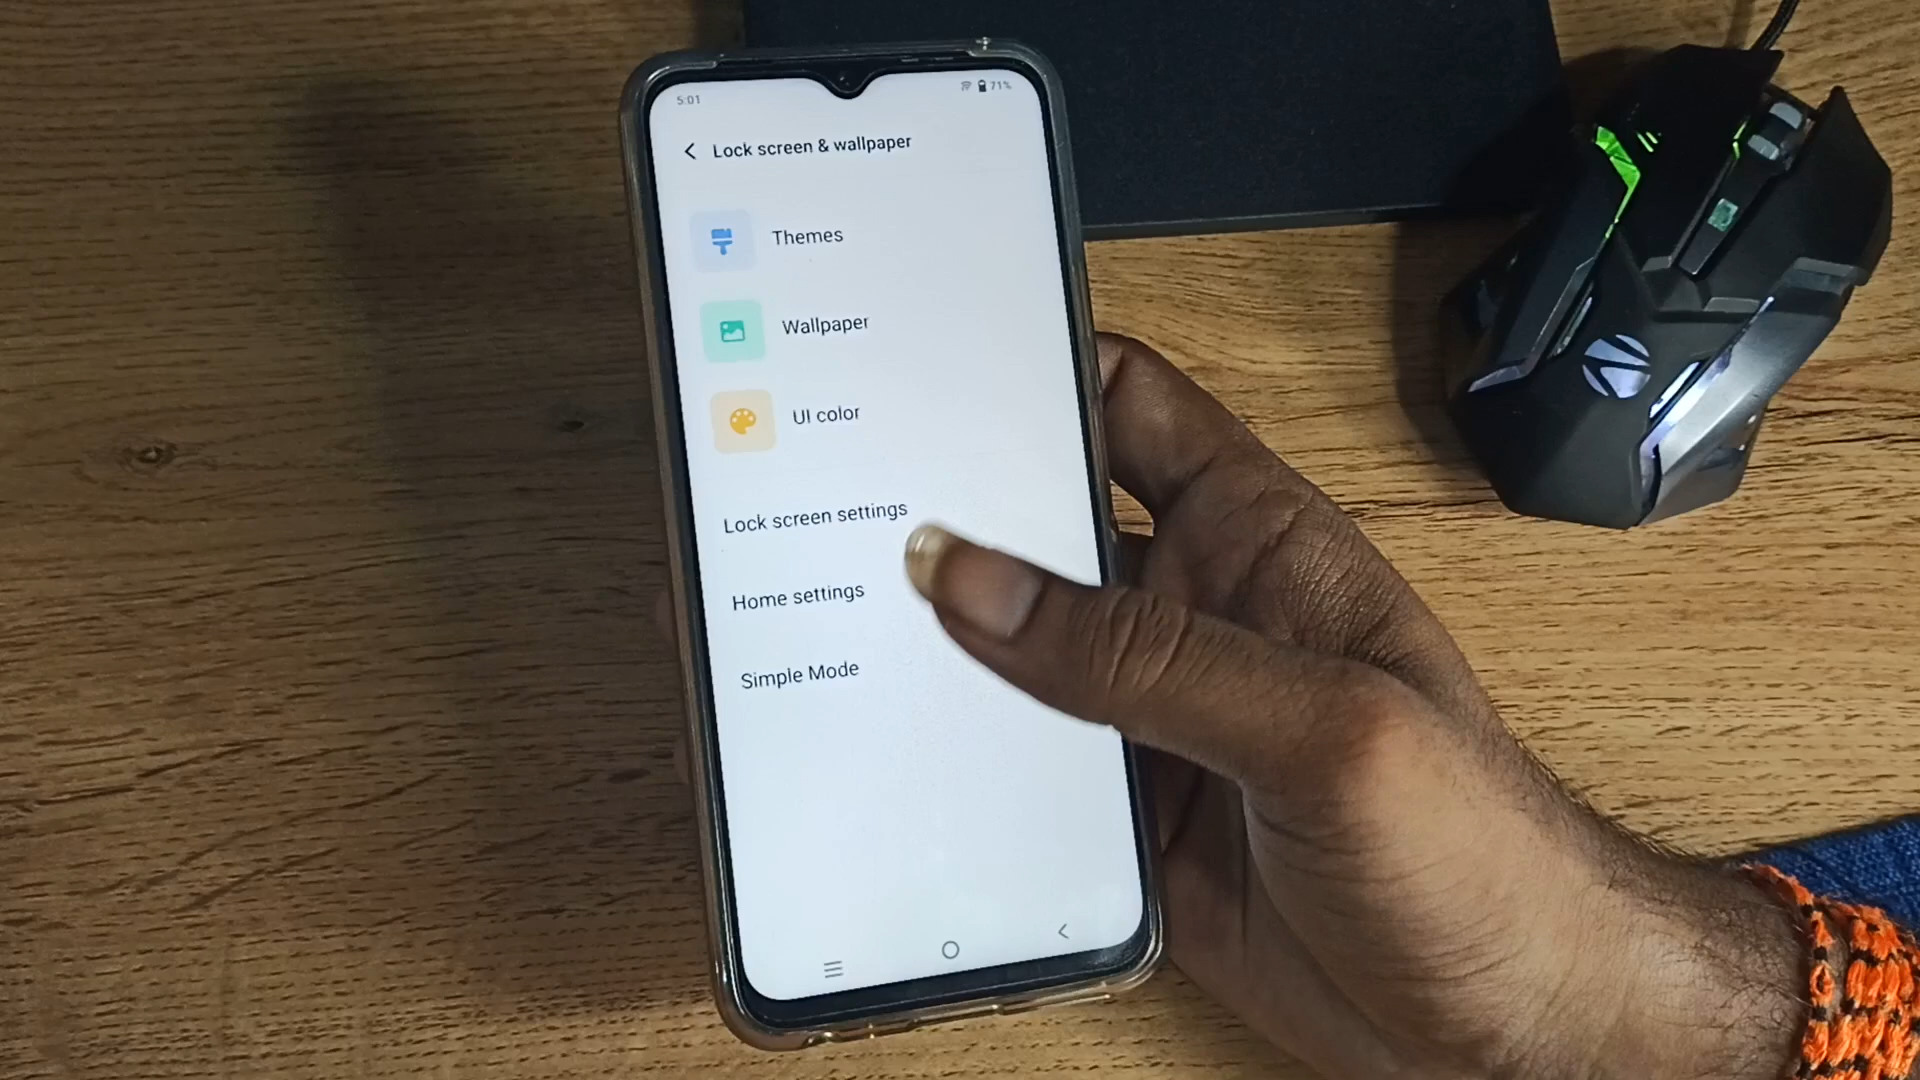 5:01
71%
Lock screen & wallpaper
Themes
Wallpaper
UI color
Lock screen settings
Home settings
Simple Mode